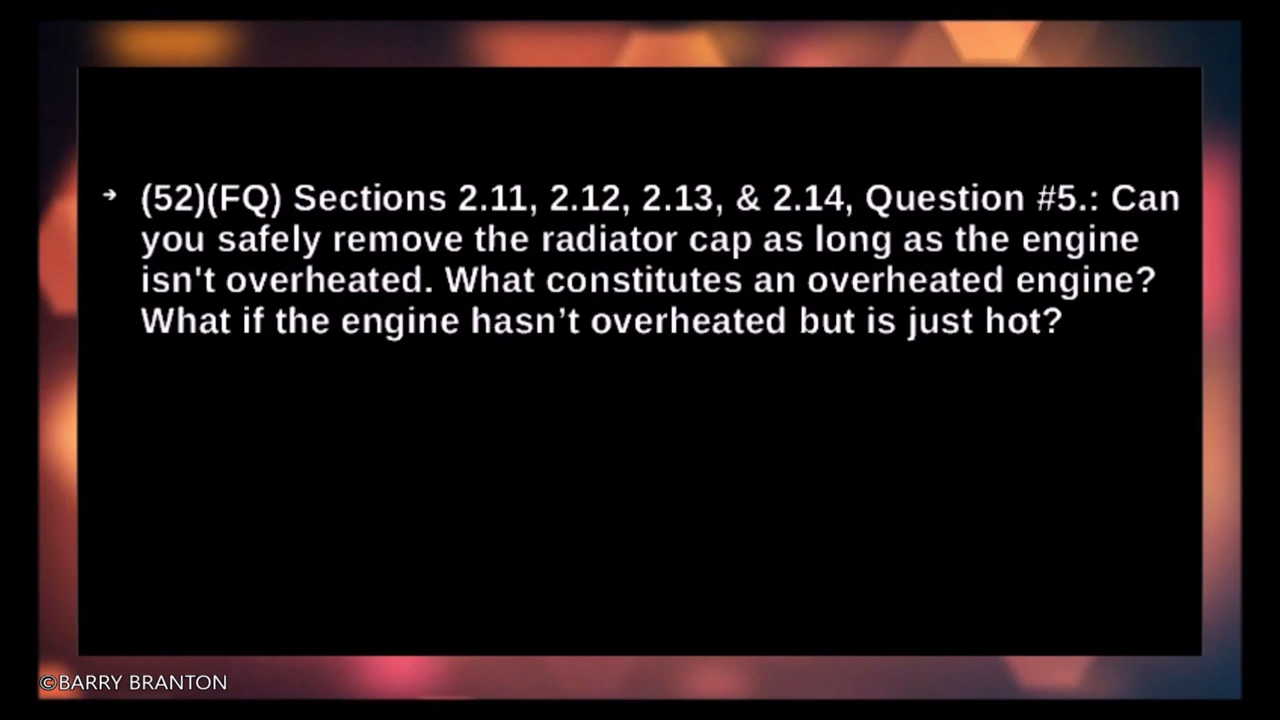 ➔ (52)(FQ) Sections 2.11, 2.12, 2.13, & 2.14, Question #5.: Can
you safely remove the radiator cap as long as the engine
isn't overheated. What constitutes an overheated engine?
What if the engine hasn’t overheated but is just hot?
©BARRY BRANTON